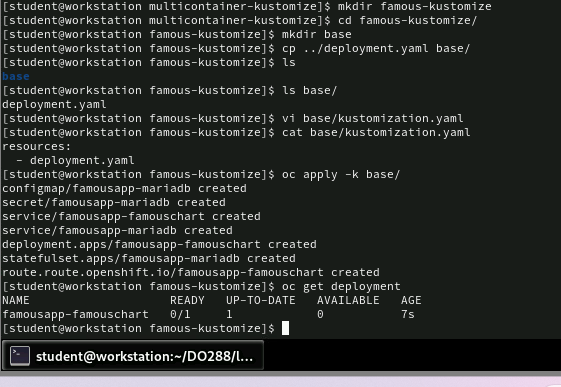 [student@workstation multicontainer-kustomize]$ mkdir famous-kustomize
[student@workstation multicontainer-kustomize]$ cd famous-kustomize/
[student@workstation famous-kustomize]$ mkdir base
[student@workstation famous-kustomize]$ cp ../deployment.yaml base/
[student@workstation famous-kustomize]$ ls
base
[student@workstation famous-kustomize]$ ls base/
deployment.yaml
[student@workstation famous-kustomize]$ vi base/kustomization.yaml
[student@workstation famous-kustomize]$ cat base/kustomization.yaml
resources:
  - deployment.yaml
[student@workstation famous-kustomize]$ oc apply -k base/
configmap/famousapp-mariadb created
secret/famousapp-mariadb created
service/famousapp-famouschart created
service/famousapp-mariadb created
deployment.apps/famousapp-famouschart created
statefulset.apps/famousapp-mariadb created
route.route.openshift.io/famousapp-famouschart created
[student@workstation famous-kustomize]$ oc get deployment
NAME                    READY   UP-TO-DATE   AVAILABLE   AGE
famousapp-famouschart   0/1     1            0           7s
[student@workstation famous-kustomize]$
student@workstation:~/DO288/l...